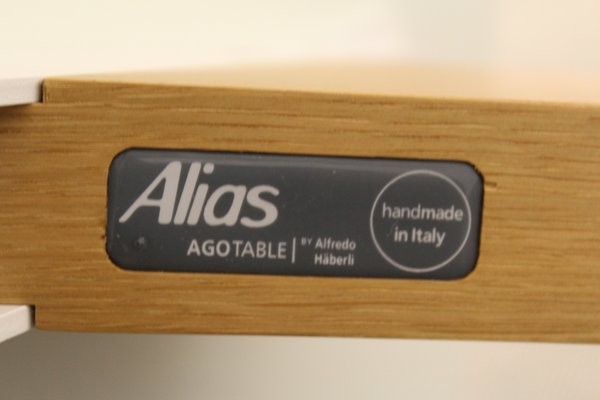 Alias
AGOTABLE | BY Alfredo
Häberli
handmade
in Italy